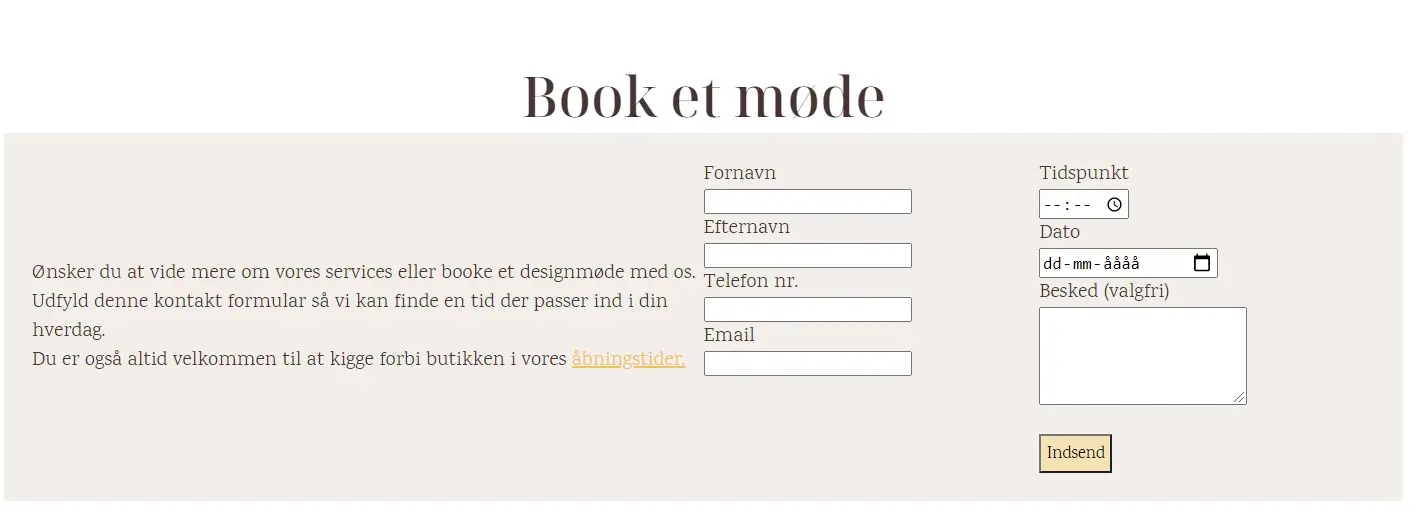 Book et møde
Ønsker du at vide mere om vores services eller booke et designmøde med os.
Udfyld denne kontakt formular så vi kan finde en tid der passer ind i din
hverdag.
Du er også altid velkommen til at kigge forbi butikken i vores åbningstider.
Fornavn
Efternavn
Telefon nr.
Email
Tidspunkt
--:--
Dato
dd-mm-åååå
Besked (valgfri)
Indsend